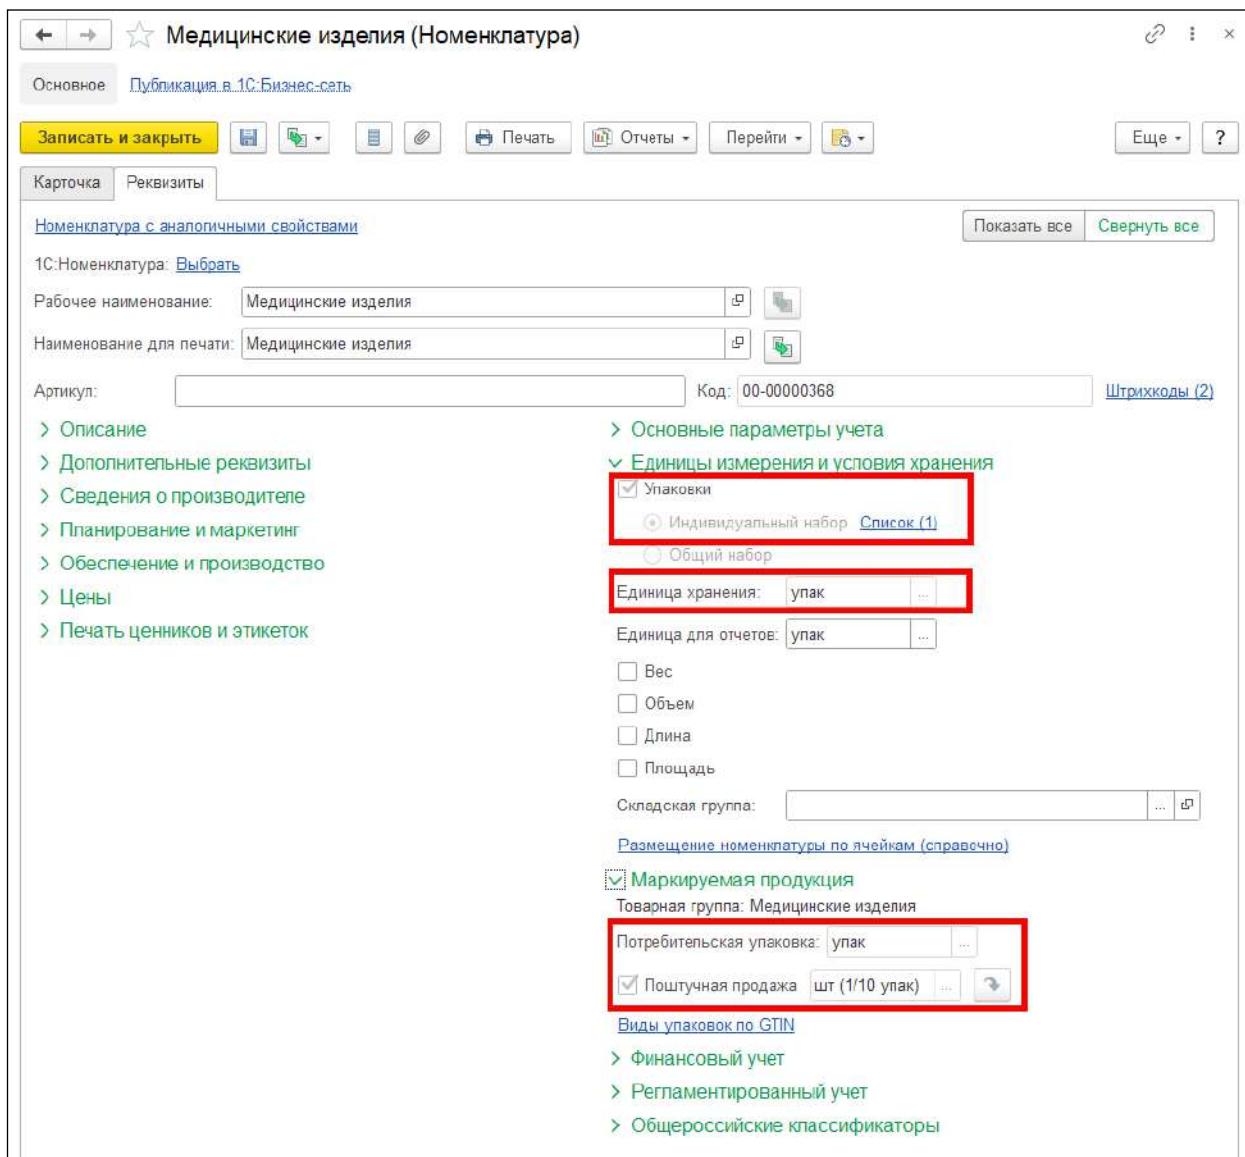 Медицинские изделия (Номенклатура)
Основное Публикация в 1С:Бизнес-сеть
Записать и закрыть Печать Отчеты Перейти Еще ?
Карточка Реквизиты
Номенклатура с аналогичными свойствами Показать все Свернуть все
1С:Номенклатура: Выбрать
Рабочее наименование: Медицинские изделия
Наименование для печати: Медицинские изделия
Артикул: Код: 00-00000368 Штрихкоды (2)
Описание
Дополнительные реквизиты
Сведения о производителе
Планирование и маркетинг
Обеспечение и производство
Цены
Печать ценников и этикеток
Основные параметры учета
Единицы измерения и условия хранения
Упаковки
Индивидуальный набор Список (1)
Общий набор
Единица хранения: упак ...
Единица для отчетов: упак ...
Вес
Объем
Длина
Площадь
Складская группа: ...
Размещение номенклатуры по ячейкам (справочно)
Маркируемая продукция
Товарная группа: Медицинские изделия
Потребительская упаковка: упак ...
Поштучная продажа шт (1/10 упак) ...
Виды упаковок по GTIN
Финансовый учет
Регламентированный учет
Общероссийские классификаторы